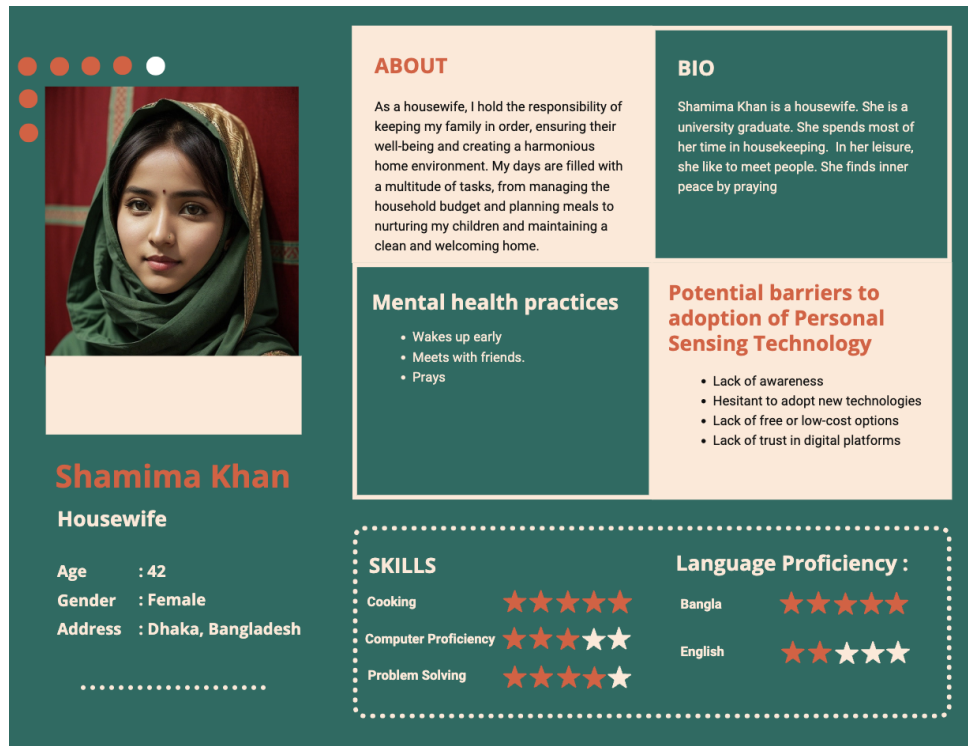 ABOUT
As a housewife, I hold the responsibility of
keeping my family in order, ensuring their
well-being and creating a harmonious
home environment. My days are filled with
a multitude of tasks, from managing the
household budget and planning meals to
nurturing my children and maintaining a
clean and welcoming home.
BIO
Shamima Khan is a housewife. She is a
university graduate. She spends most of
her time in housekeeping.  In her leisure,
she like to meet people. She finds inner
peace by praying
Mental health practices
• Wakes up early
• Meets with friends.
• Prays
Potential barriers to
adoption of Personal
Sensing Technology
• Lack of awareness
• Hesitant to adopt new technologies
• Lack of free or low-cost options
• Lack of trust in digital platforms
Shamima Khan
Housewife
Age : 42
Gender : Female
Address : Dhaka, Bangladesh
SKILLS
Cooking
Computer Proficiency
Problem Solving
Language Proficiency :
Bangla
English